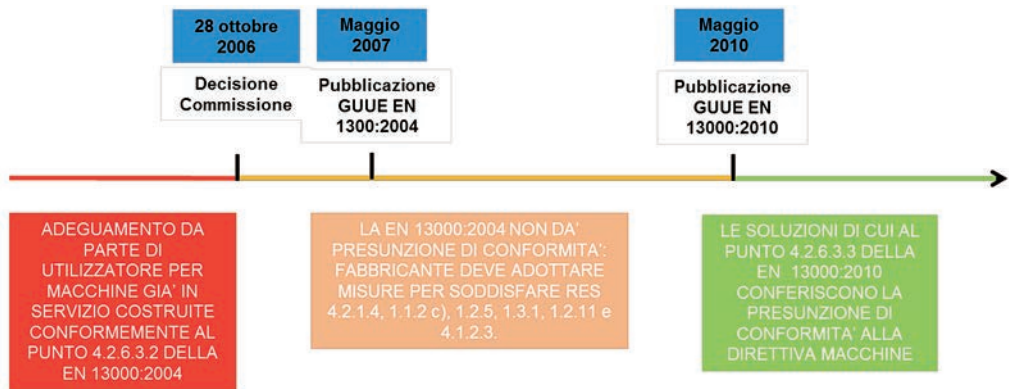 28 ottobre
2006
Maggio
2007
Maggio
2010
Decisione
Commissione
Pubblicazione
GUUE EN
1300:2004
Pubblicazione
GUUE EN
13000:2010
ADEGUAMENTO DA
PARTE DI
UTILIZZATORE PER
MACCHINE GIA' IN
SERVIZIO COSTRUITE
CONFORMEMENTE AL
PUNTO 4.2.6.3.2 DELLA
EN 13000:2004
LA EN 13000:2004 NON DA'
PRESUNZIONE DI CONFORMITA':
FABBRICANTE DEVE ADOTTARE
MISURE PER SODDISFARE RES
4.2.1.4, 1.1.2 c), 1.2.5, 1.3.1, 1.2.11 e
4.1.2.3.
LE SOLUZIONI DI CUI AL
PUNTO 4.2.6.3.3 DELLA
EN 13000:2010
CONFERISCONO LA
PRESUNZIONE DI
CONFORMITA' ALLA
DIRETTIVA MACCHINE